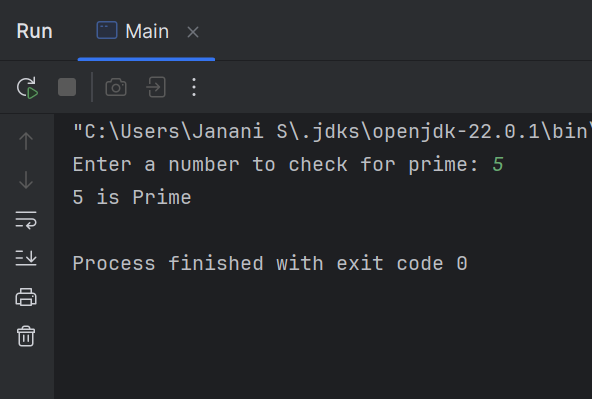 Run
Main
"C:\Users\Janani S\.jdks\openjdk-22.0.1\bin\
Enter a number to check for prime: 5
5 is Prime
Process finished with exit code 0